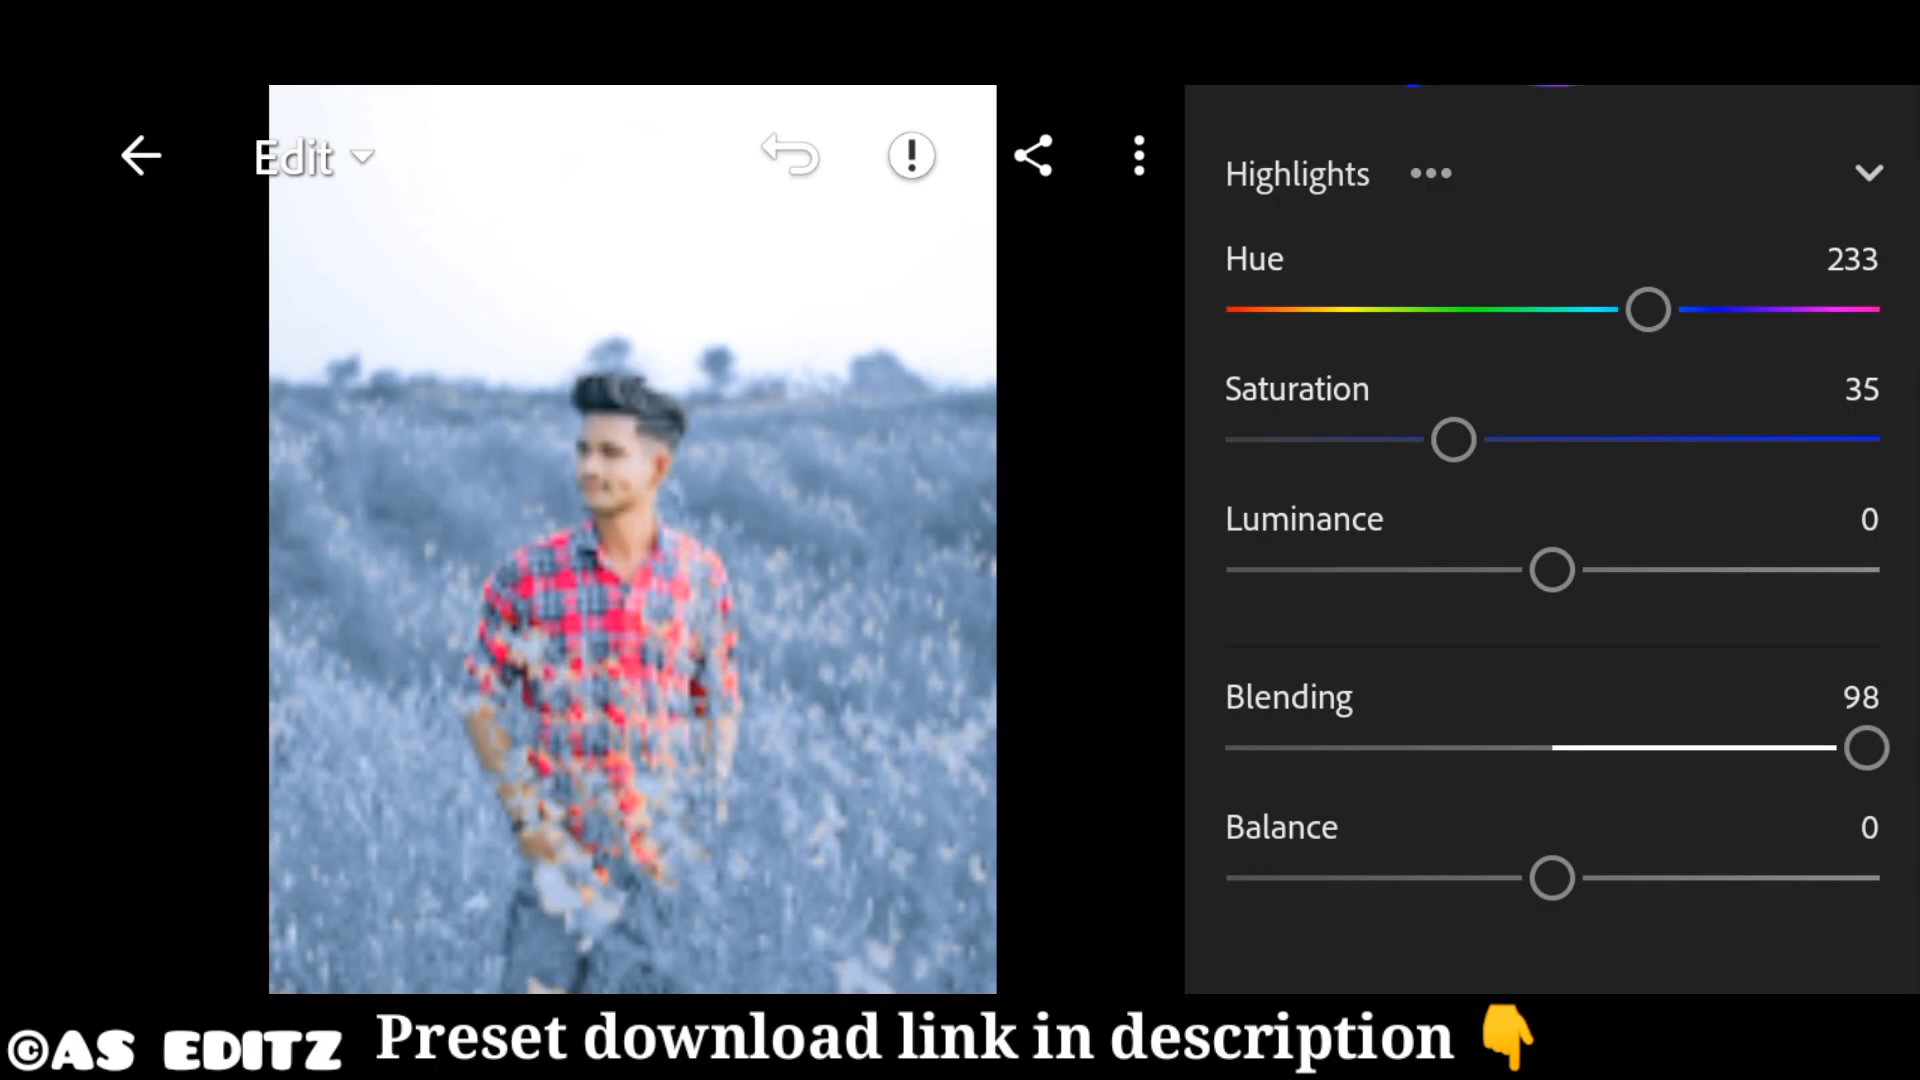 Edit
Highlights
Hue 233
Saturation 35
Luminance 0
Blending 98
Balance 0
©AS EDITZ Preset download link in description 👇